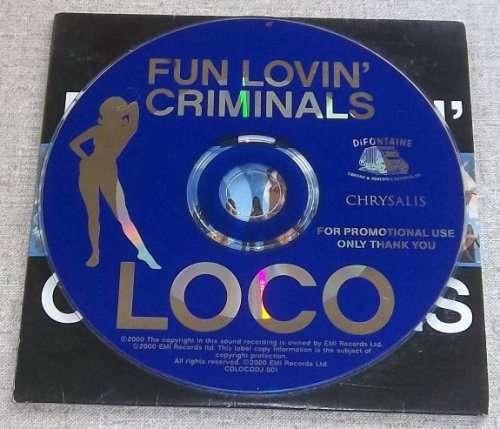 FUN LOVIN'
CRIMINALS
DiFONTAINE
CHRYSALIS
FOR PROMOTIONAL USE
ONLY THANK YOU
LOCO
©2000 The copyright in this sound recording is owned by EMI Records Ltd.
©2000 EMI Records ltd. This label copy information is the subject of
copyright protection.
All rights reserved. ©2000 EMI Records Ltd.
CDLOCODJ 001